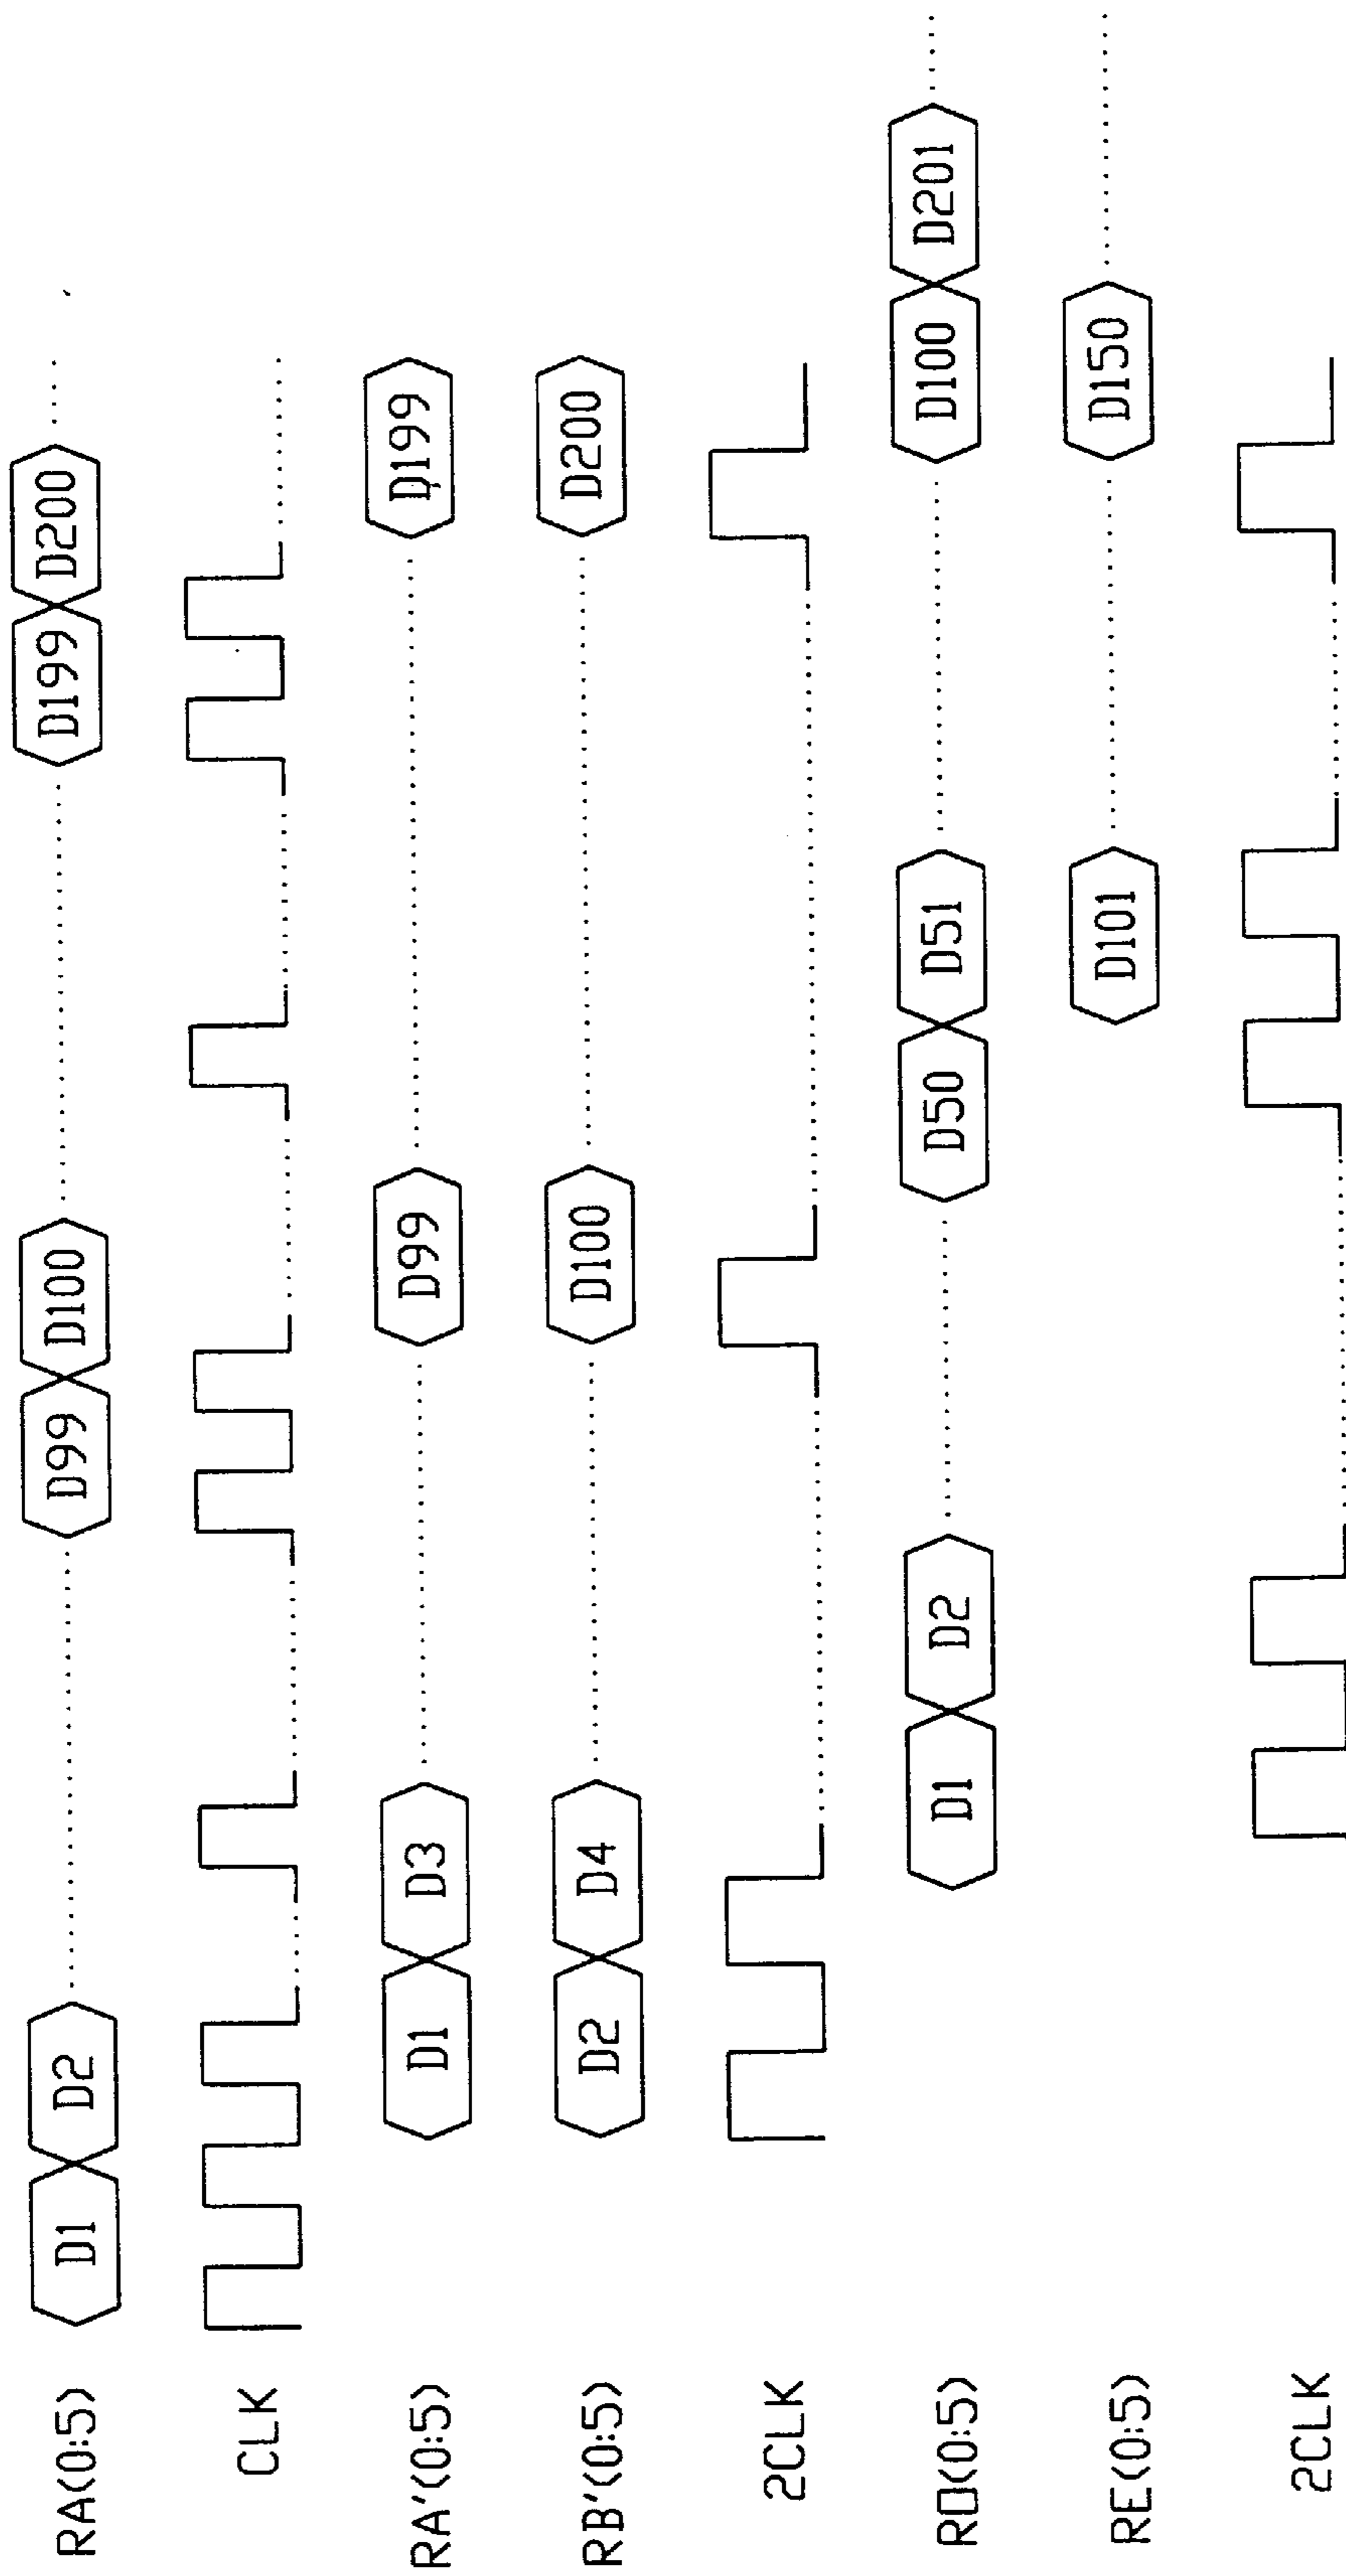 RA(0:5) D1 D2 D99 D100 D199 D200
CLK
RA'(0:5) D1 D3 D99 D199
RB'(0:5) D2 D4 D100 D200
2CLK
RD(0:5) D1 D2 D50 D51 D100 D201
RE(0:5) D101 D150
2CLK